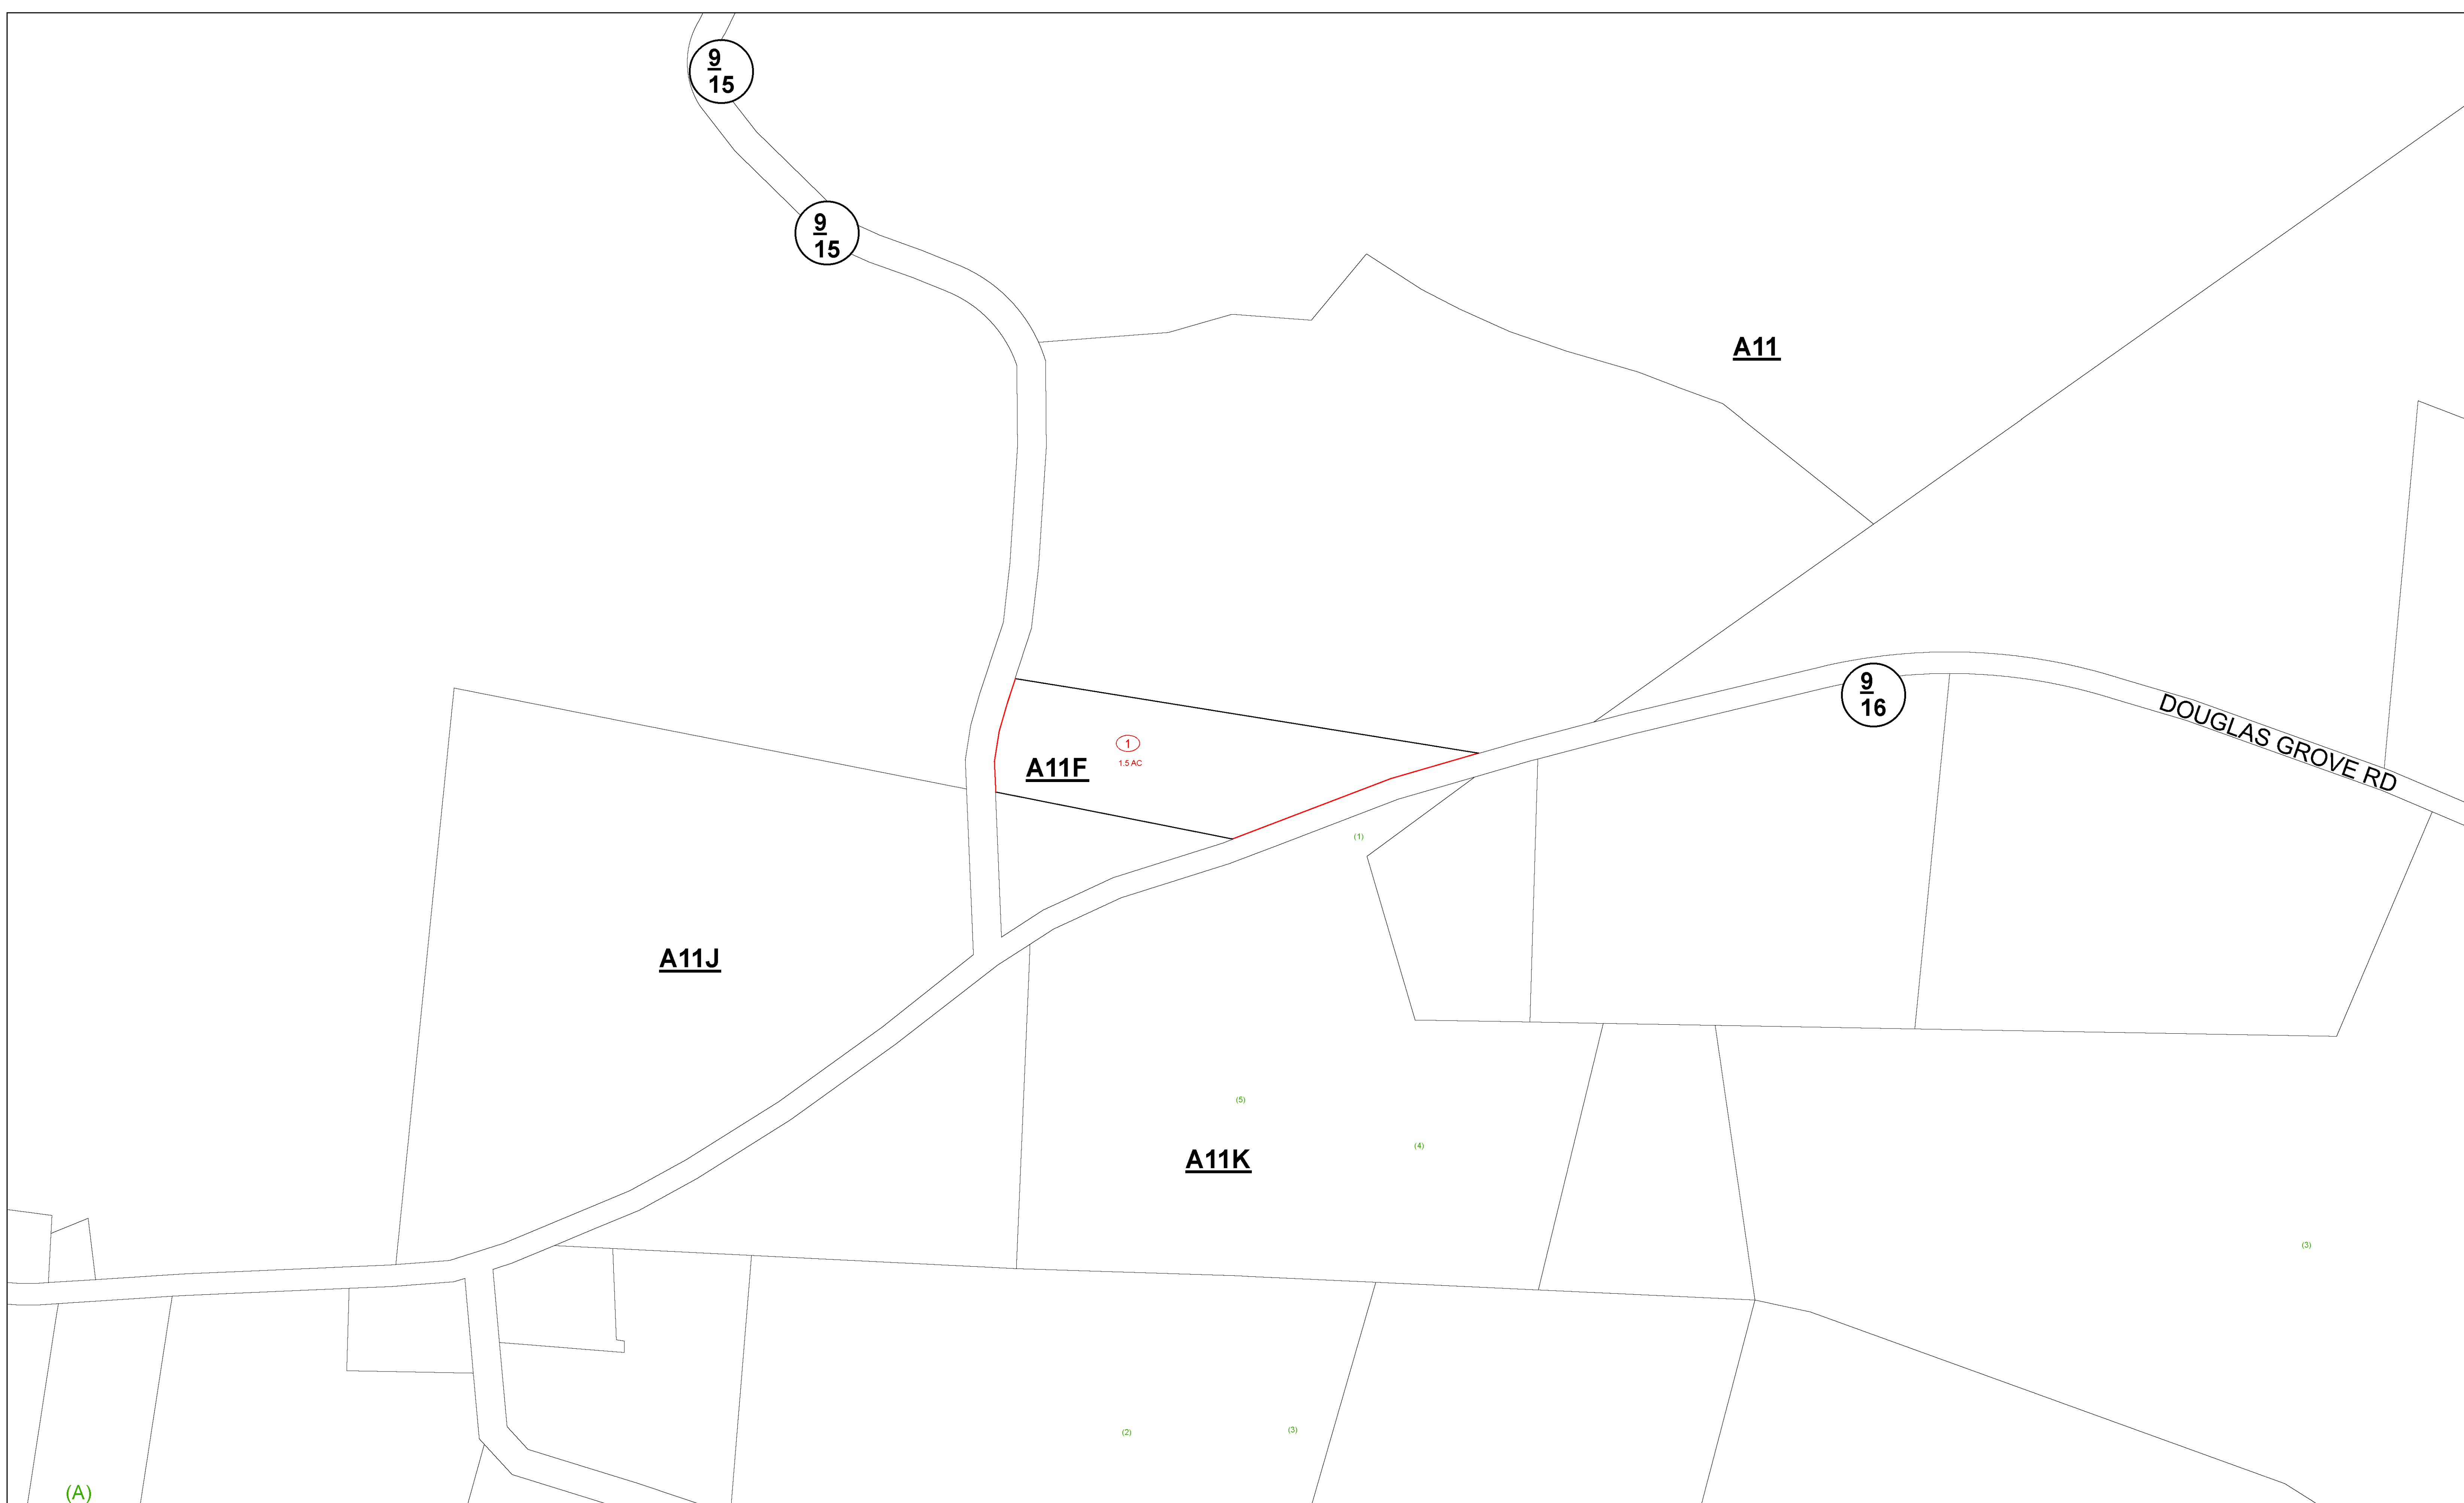 9
15
9
15
A11
9
16
DOUGLAS GROVE RD
1
1.5 AC
A11F
(1)
A11J
(5)
(4)
A11K
(3)
(2)
(3)
(A)